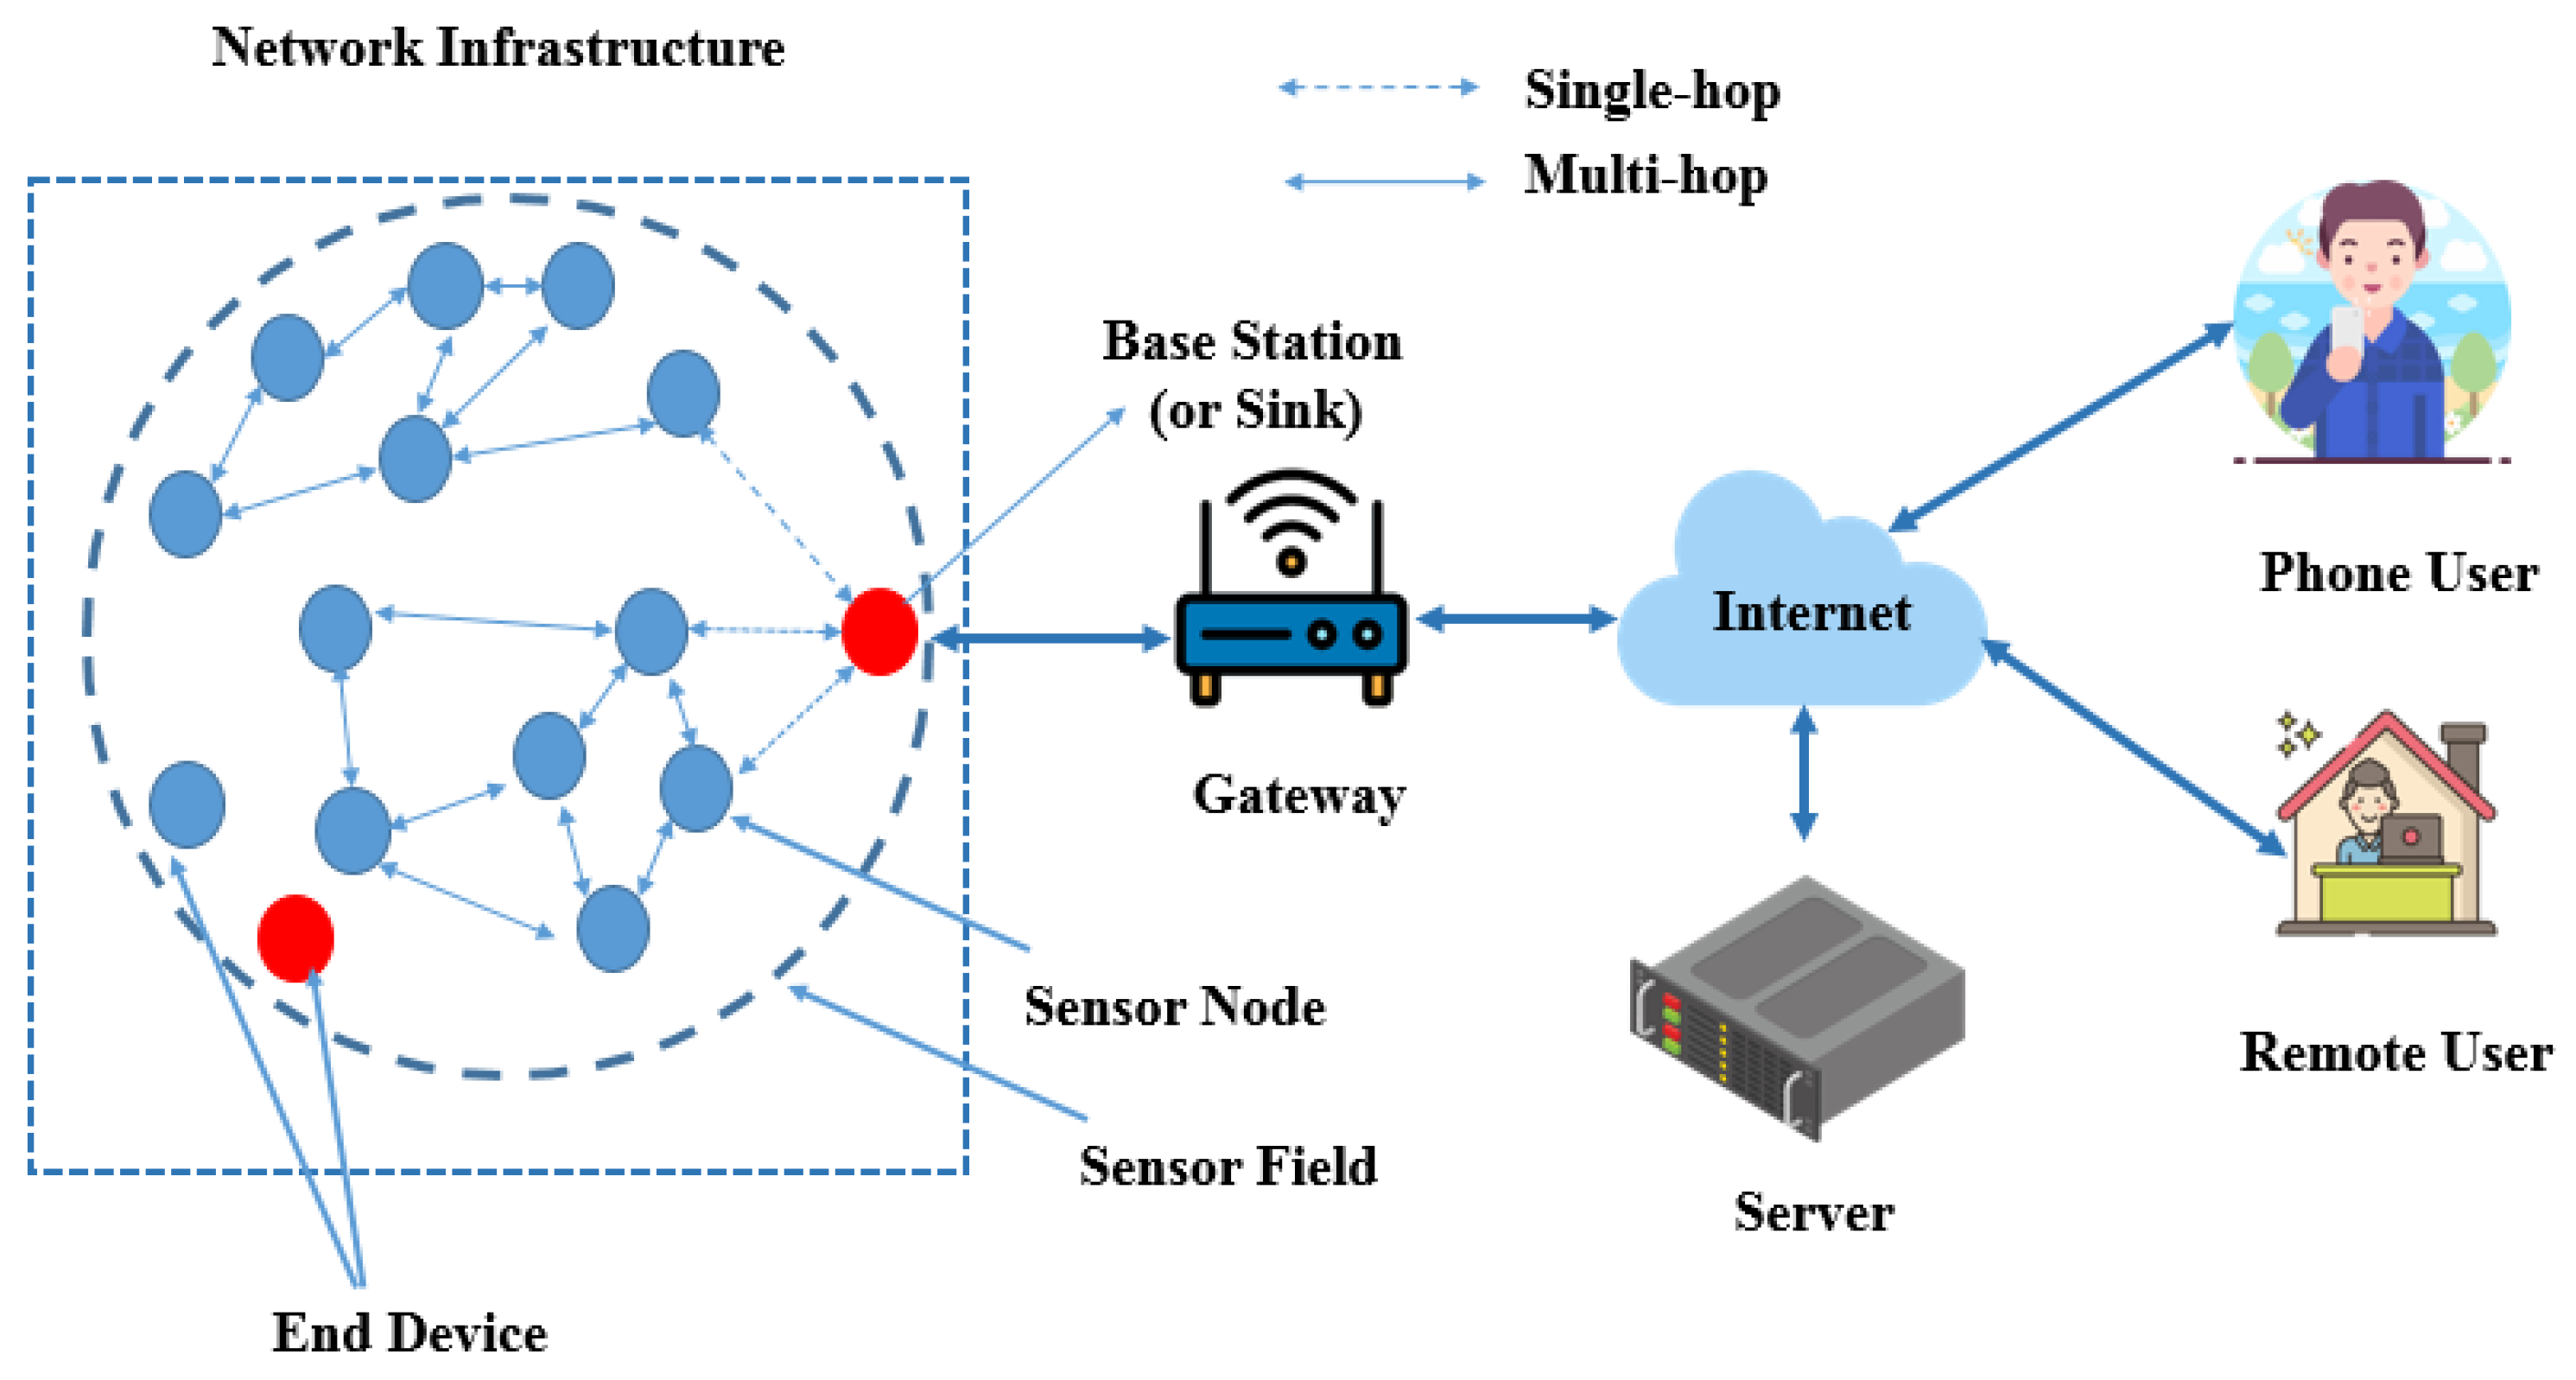 Network Infrastructure
Single-hop
Multi-hop
Base Station
(or Sink)
Internet
Phone User
Gateway
Sensor Node
Remote User
Sensor Field
Server
End Device